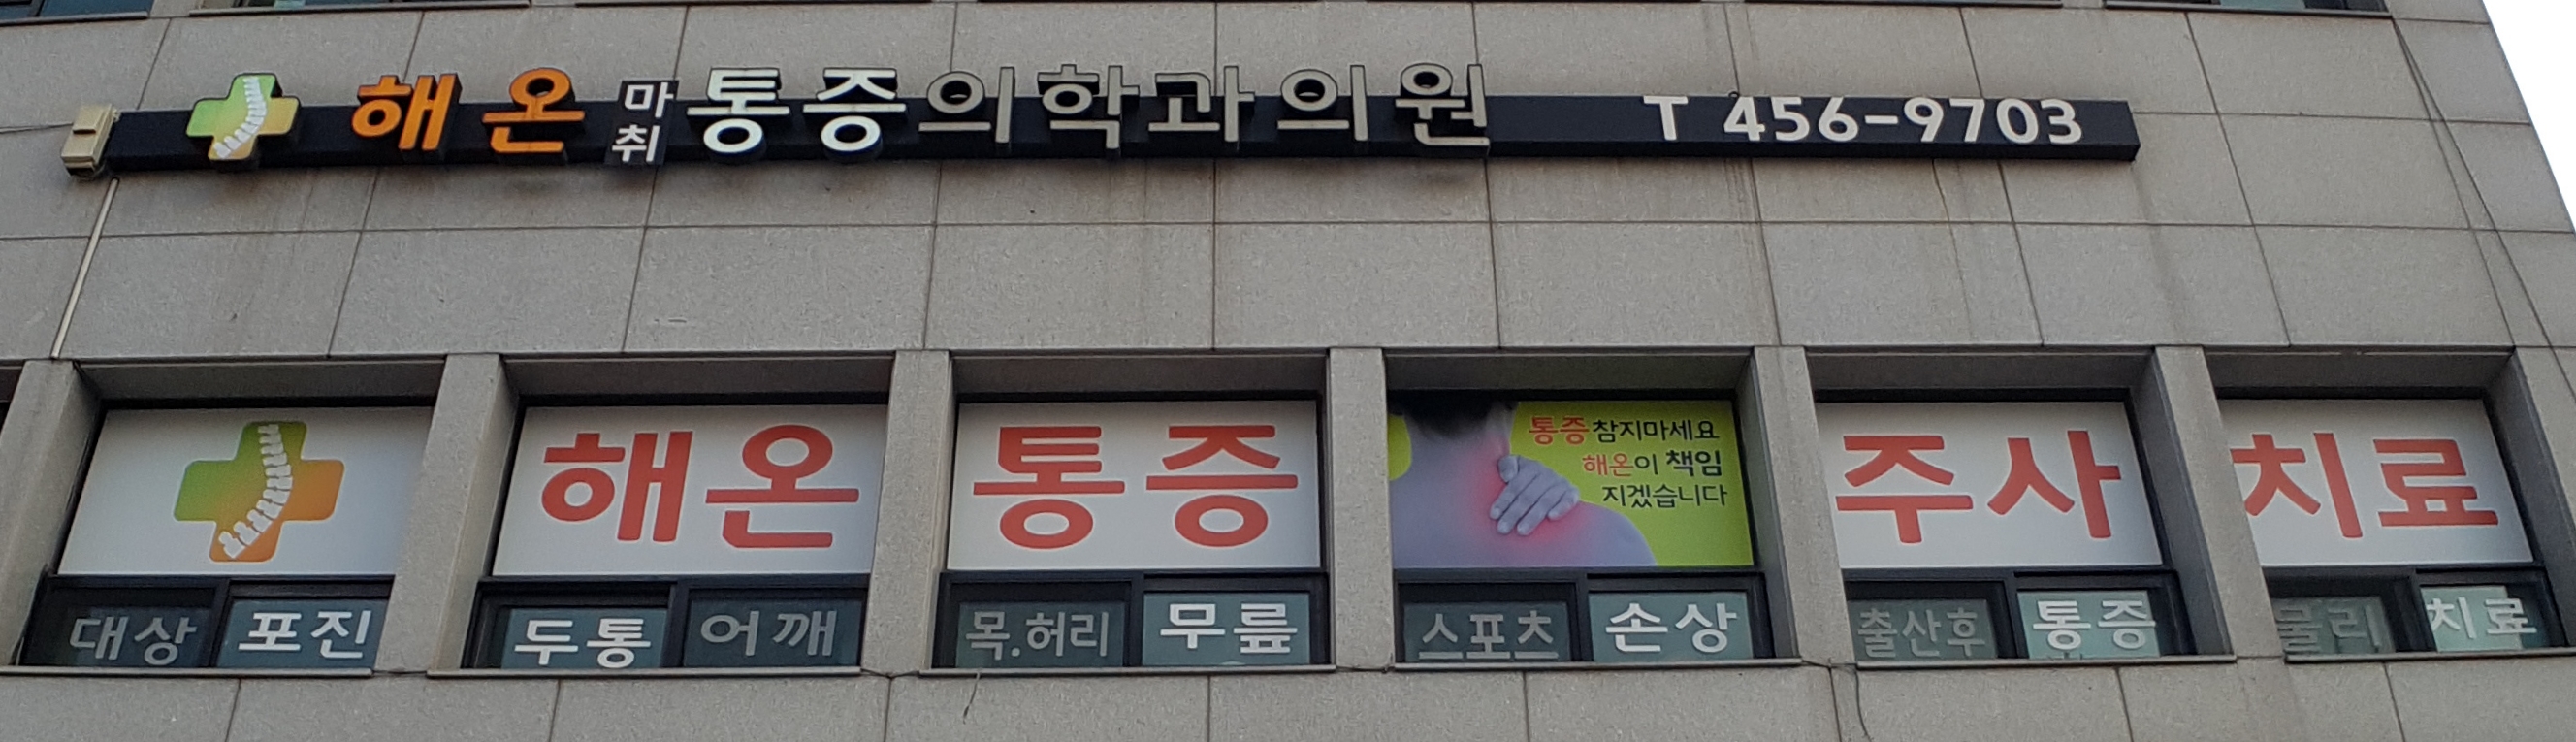 해온 마취 통증의학과의원 T 456-9703
해온 통증 주사 치료
통증 참지마세요
해온이 책임
지겠습니다
대상 포진 두통 어깨 목.허리 무릎 스포츠 손상 출산후 통증 물리 치료